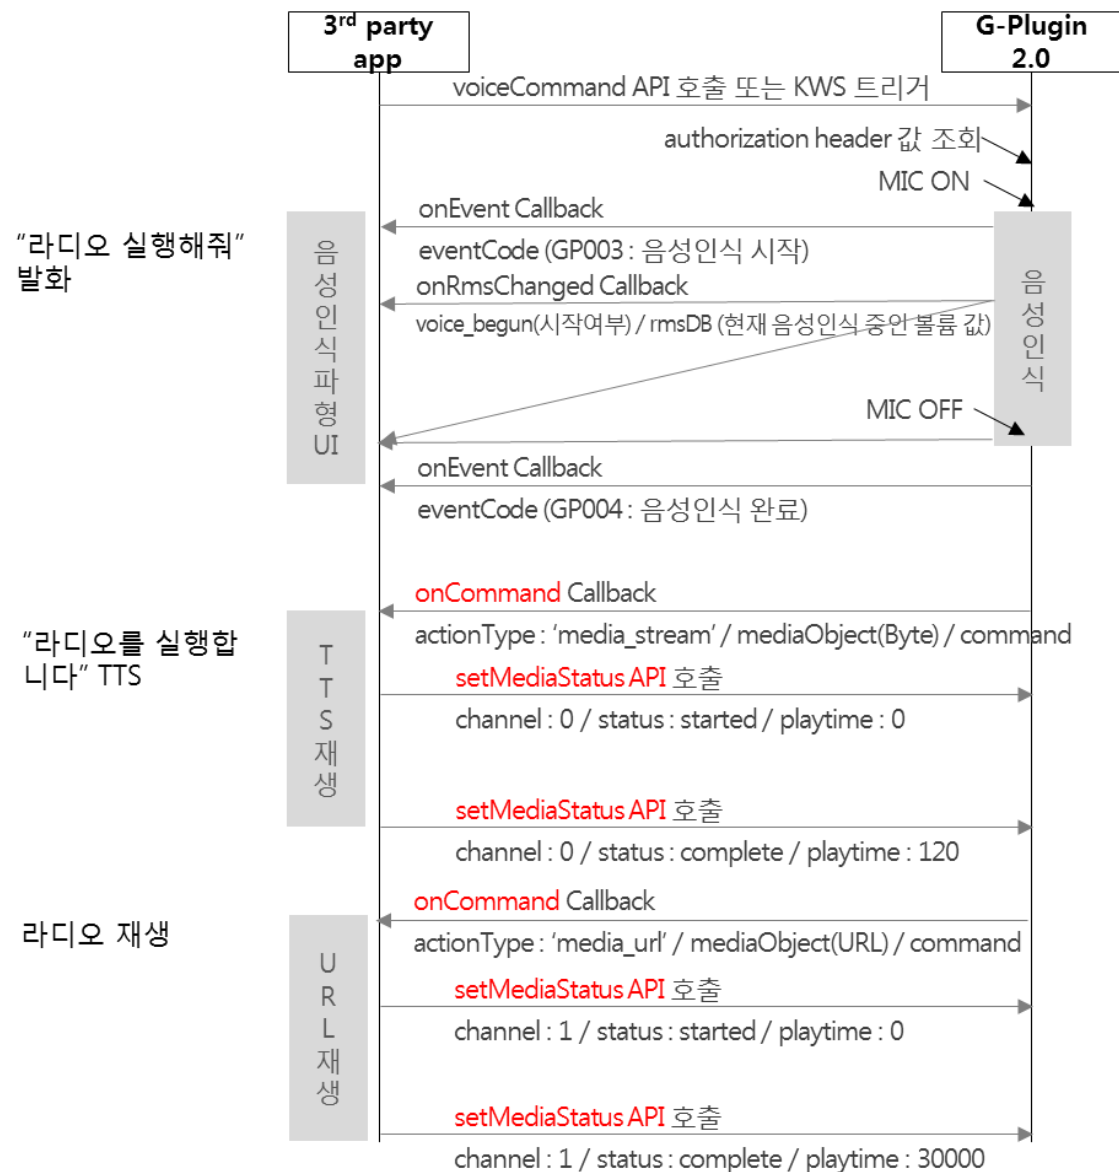 3rd party
app
G-Plugin
2.0
voiceCommand API 호출 또는 KWS 트리거
authorization header 값 조회
MIC ON
onEvent Callback
eventCode (GP003 : 음성인식 시작)
"라디오 실행해줘"
발화
음성인식파형UI
음성인식
onRmsChanged Callback
voice_begun(시작여부) / rmsDB (현재 음성인식 중인 볼륨 값)
MIC OFF
onEvent Callback
eventCode (GP004 : 음성인식 완료)
onCommand Callback
actionType : 'media_stream' / mediaObject(Byte) / command
"라디오를 실행합
니다" TTS
TTS재생
setMediaStatus API 호출
channel : 0 / status : started / playtime : 0
setMediaStatus API 호출
channel : 0 / status : complete / playtime : 120
onCommand Callback
라디오 재생
actionType : 'media_url' / mediaObject(URL) / command
URL재생
setMediaStatus API 호출
channel : 1 / status : started / playtime : 0
setMediaStatus API 호출
channel : 1 / status : complete / playtime : 30000